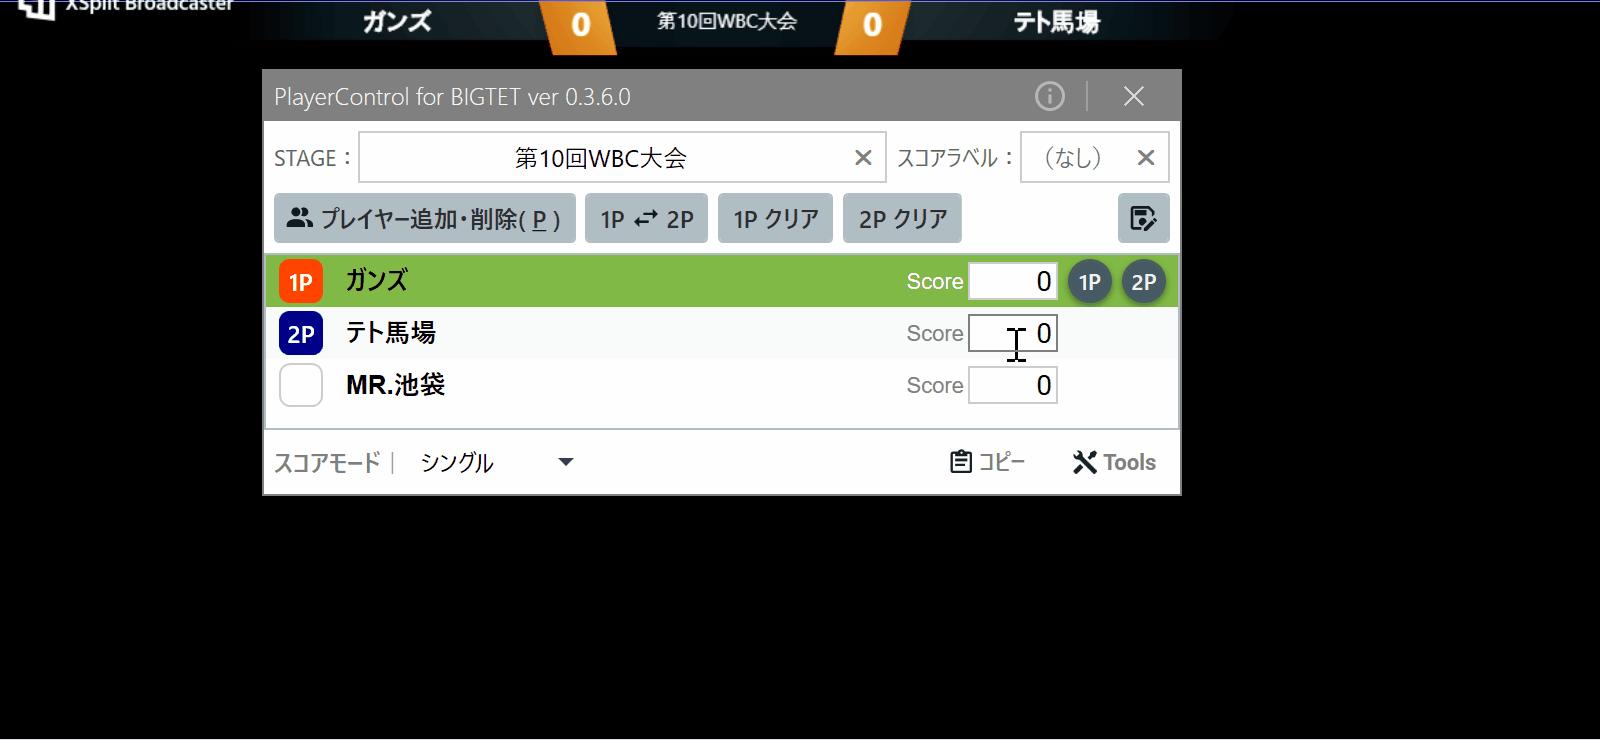 XSplit Broadcaster
ガンズ 0 第10回WBC大会 0 テト馬場
PlayerControl for BIGTET ver 0.3.6.0
STAGE : 第10回WBC大会 スコアラベル : （なし）
プレイヤー追加・削除( P ) 1P 2P 1P クリア 2P クリア
1P ガンズ Score 0 1P 2P
2P テト馬場 Score 0
MR.池袋 Score 0
スコアモード | シングル コピー Tools